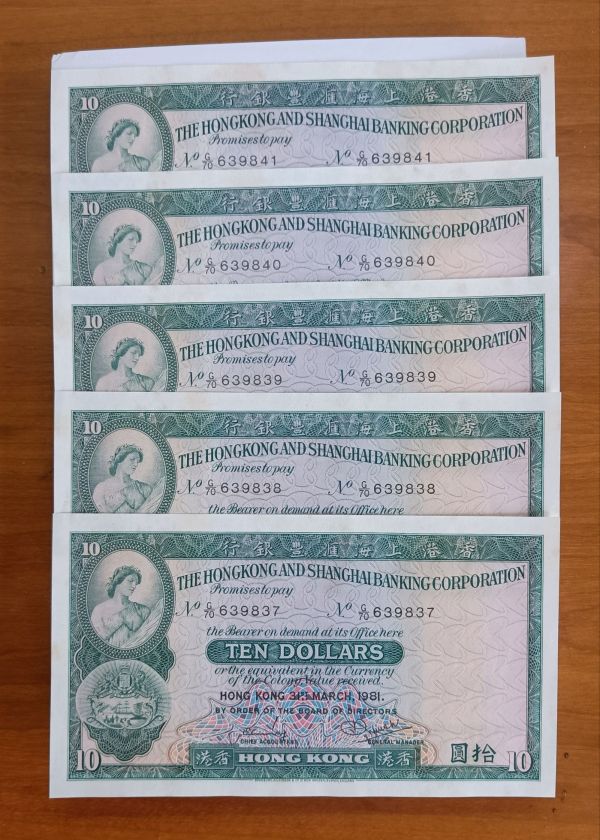 10 行銀豐滙海上港香
THE HONGKONG AND SHANGHAI BANKING CORPORATION
Promises to pay
Nº G/70 639841 Nº G/70 639841
10 行銀豐滙海上港香
THE HONGKONG AND SHANGHAI BANKING CORPORATION
Promises to pay
Nº G/70 639840 Nº G/70 639840
10 行銀豐滙海上港香
THE HONGKONG AND SHANGHAI BANKING CORPORATION
Promises to pay
Nº G/70 639839 Nº G/70 639839
10 行銀豐滙海上港香
THE HONGKONG AND SHANGHAI BANKING CORPORATION
Promises to pay
Nº G/70 639838 Nº G/70 639838
the Bearer on demand at its Office here
10 行銀豐滙海上港香
THE HONGKONG AND SHANGHAI BANKING CORPORATION
Promises to pay
Nº G/70 639837 Nº G/70 639837
the Bearer on demand at its Office here
TEN DOLLARS
or the equivalent in the Currency
of the Colony Value received.
HONG KONG 31ST MARCH, 1981.
BY ORDER OF THE BOARD OF DIRECTORS
CHIEF ACCOUNTANT GENERAL MANAGER
10 港香 HONG KONG 港香 圓拾 10